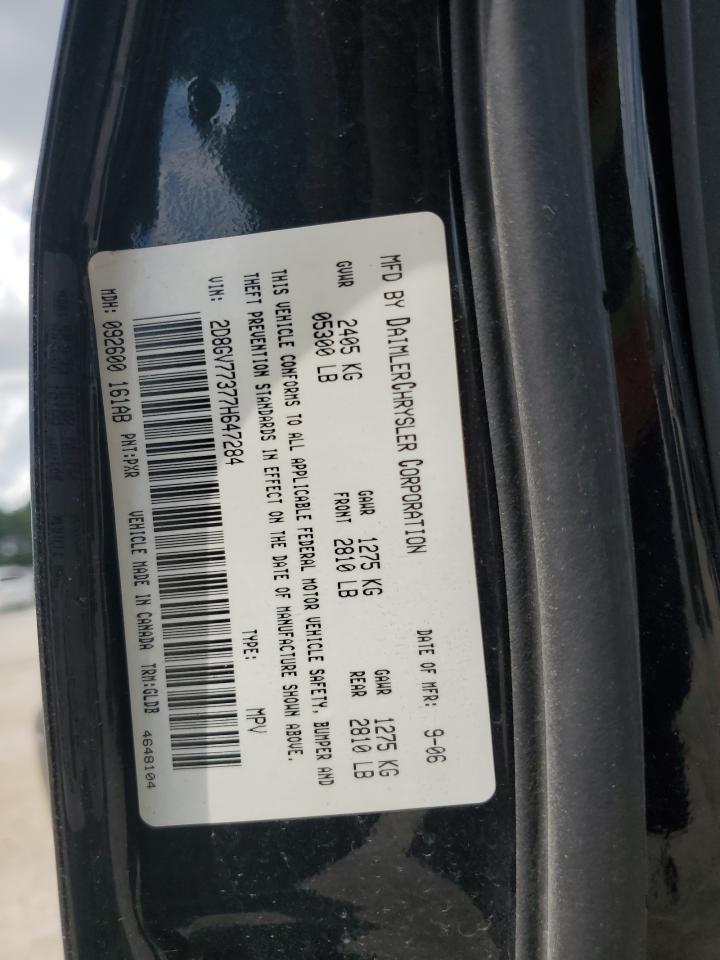 MFD BY DAIMLERCHRYSLER CORPORATION DATE OF MFR: 9-06
GVWR 2405 KG GAWR 1275 KG GAWR 1275 KG
05300 LB FRONT 2810 LB REAR 2810 LB
THIS VEHICLE CONFORMS TO ALL APPLICABLE FEDERAL MOTOR VEHICLE SAFETY, BUMPER AND
THEFT PREVENTION STANDARDS IN EFFECT ON THE DATE OF MANUFACTURE SHOWN ABOVE.
VIN: 2D8GV77377H647284 TYPE: MPV
MDH: 092600 161AB PNT:PXR VEHICLE MADE IN CANADA TRM:GLDB 4648104